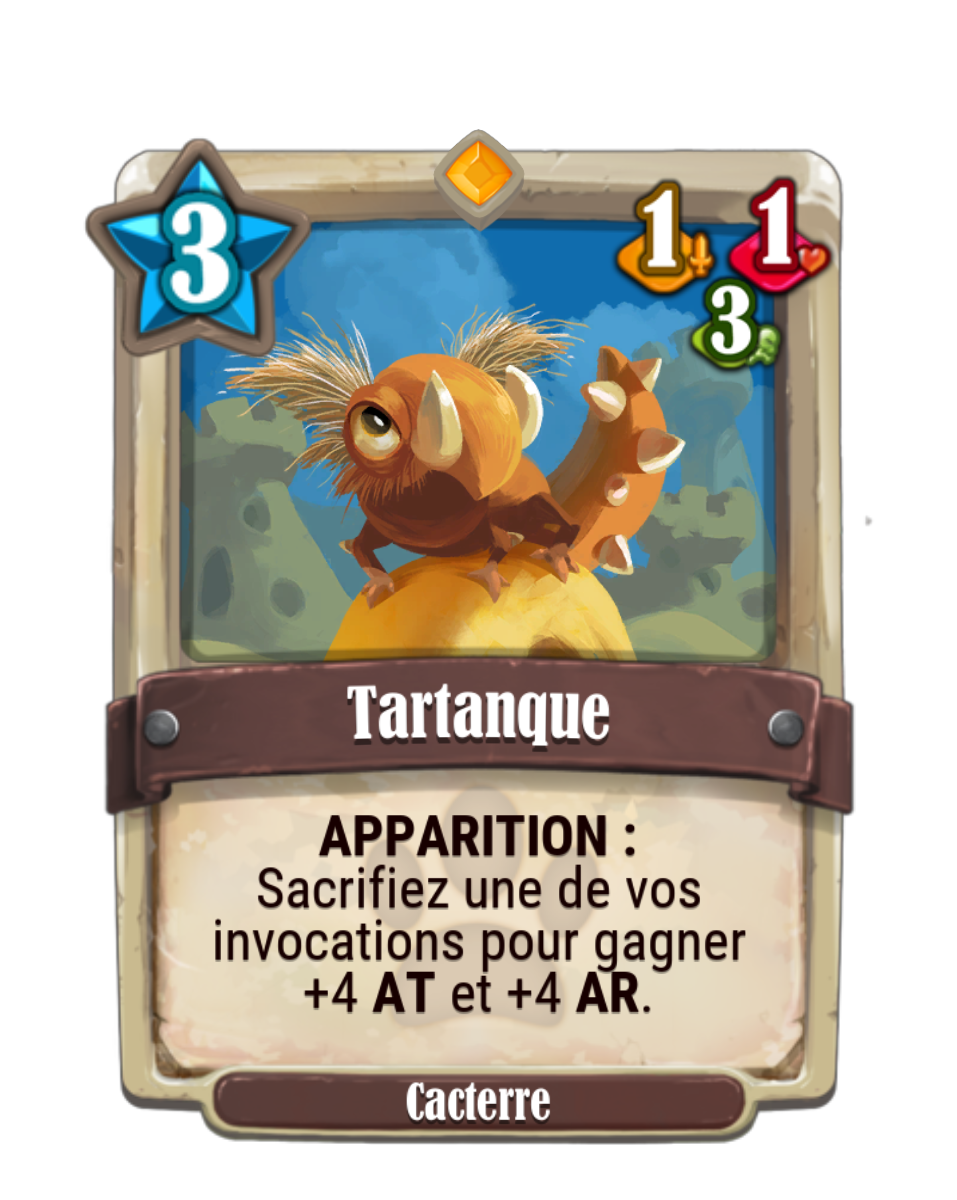 3
1
1
3
Tartanque
APPARITION :
Sacrifiez une de vos
invocations pour gagner
+4 AT et +4 AR.
Cacterre